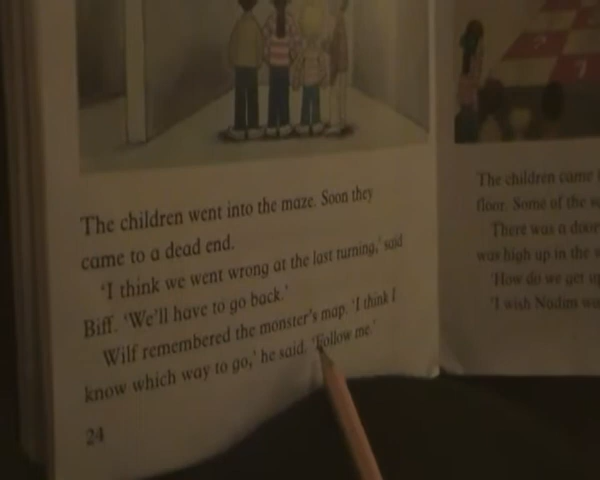 The children went into the maze. Soon they
came to a dead end.
'I think we went wrong at the last turning,' said
Biff. 'We'll have to go back.'
Wilf remembered the monster's map. 'I think I
know which way to go,' he said. 'Follow me.'
24
The children came
floor. Some of the
There was a door
was high up in the
'How do we get up
'I wish Nadim